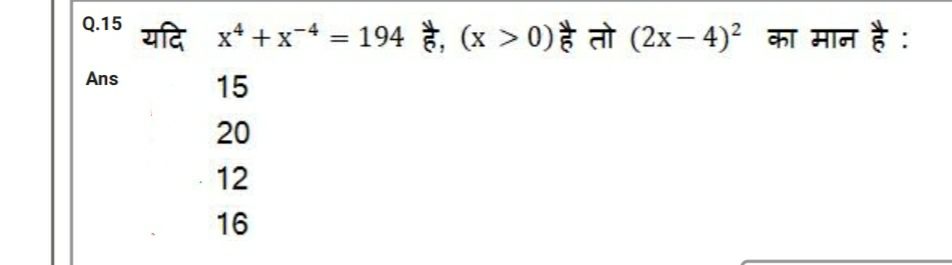 Q.15 यदि x⁴ + x⁻⁴ = 194 है, (x > 0)है तो (2x – 4)² का मान है :
Ans 15
20
12
16